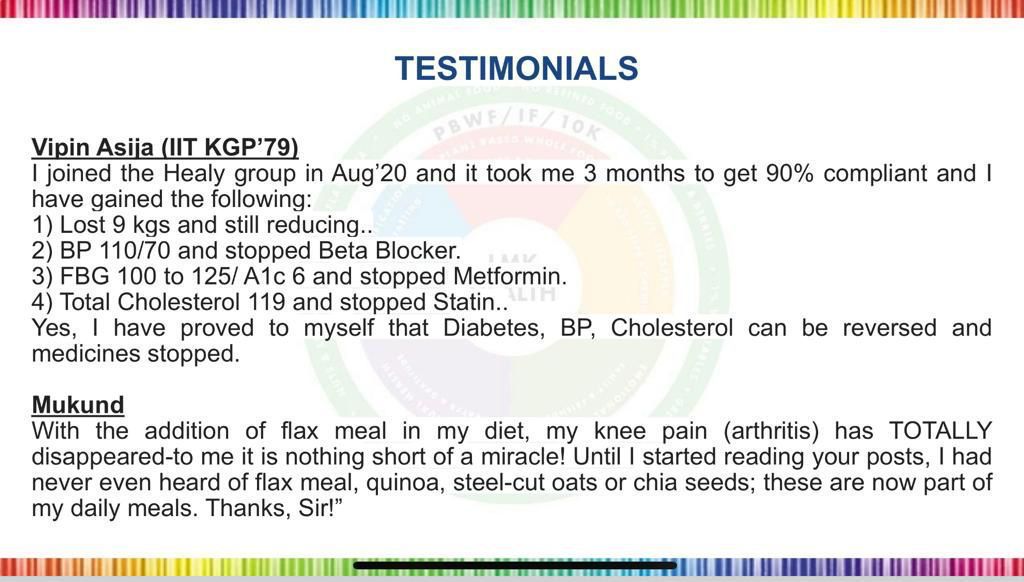 TESTIMONIALS
PBWF/IF/10K
Vipin Asija (IIT KGP’79)
I joined the Healy group in Aug’20 and it took me 3 months to get 90% compliant and I
have gained the following:
1) Lost 9 kgs and still reducing..
2) BP 110/70 and stopped Beta Blocker.
3) FBG 100 to 125/ A1c 6 and stopped Metformin.
4) Total Cholesterol 119 and stopped Statin..
Yes, I have proved to myself that Diabetes, BP, Cholesterol can be reversed and
medicines stopped.
Mukund
With the addition of flax meal in my diet, my knee pain (arthritis) has TOTALLY
disappeared-to me it is nothing short of a miracle! Until I started reading your posts, I had
never even heard of flax meal, quinoa, steel-cut oats or chia seeds; these are now part of
my daily meals. Thanks, Sir!”